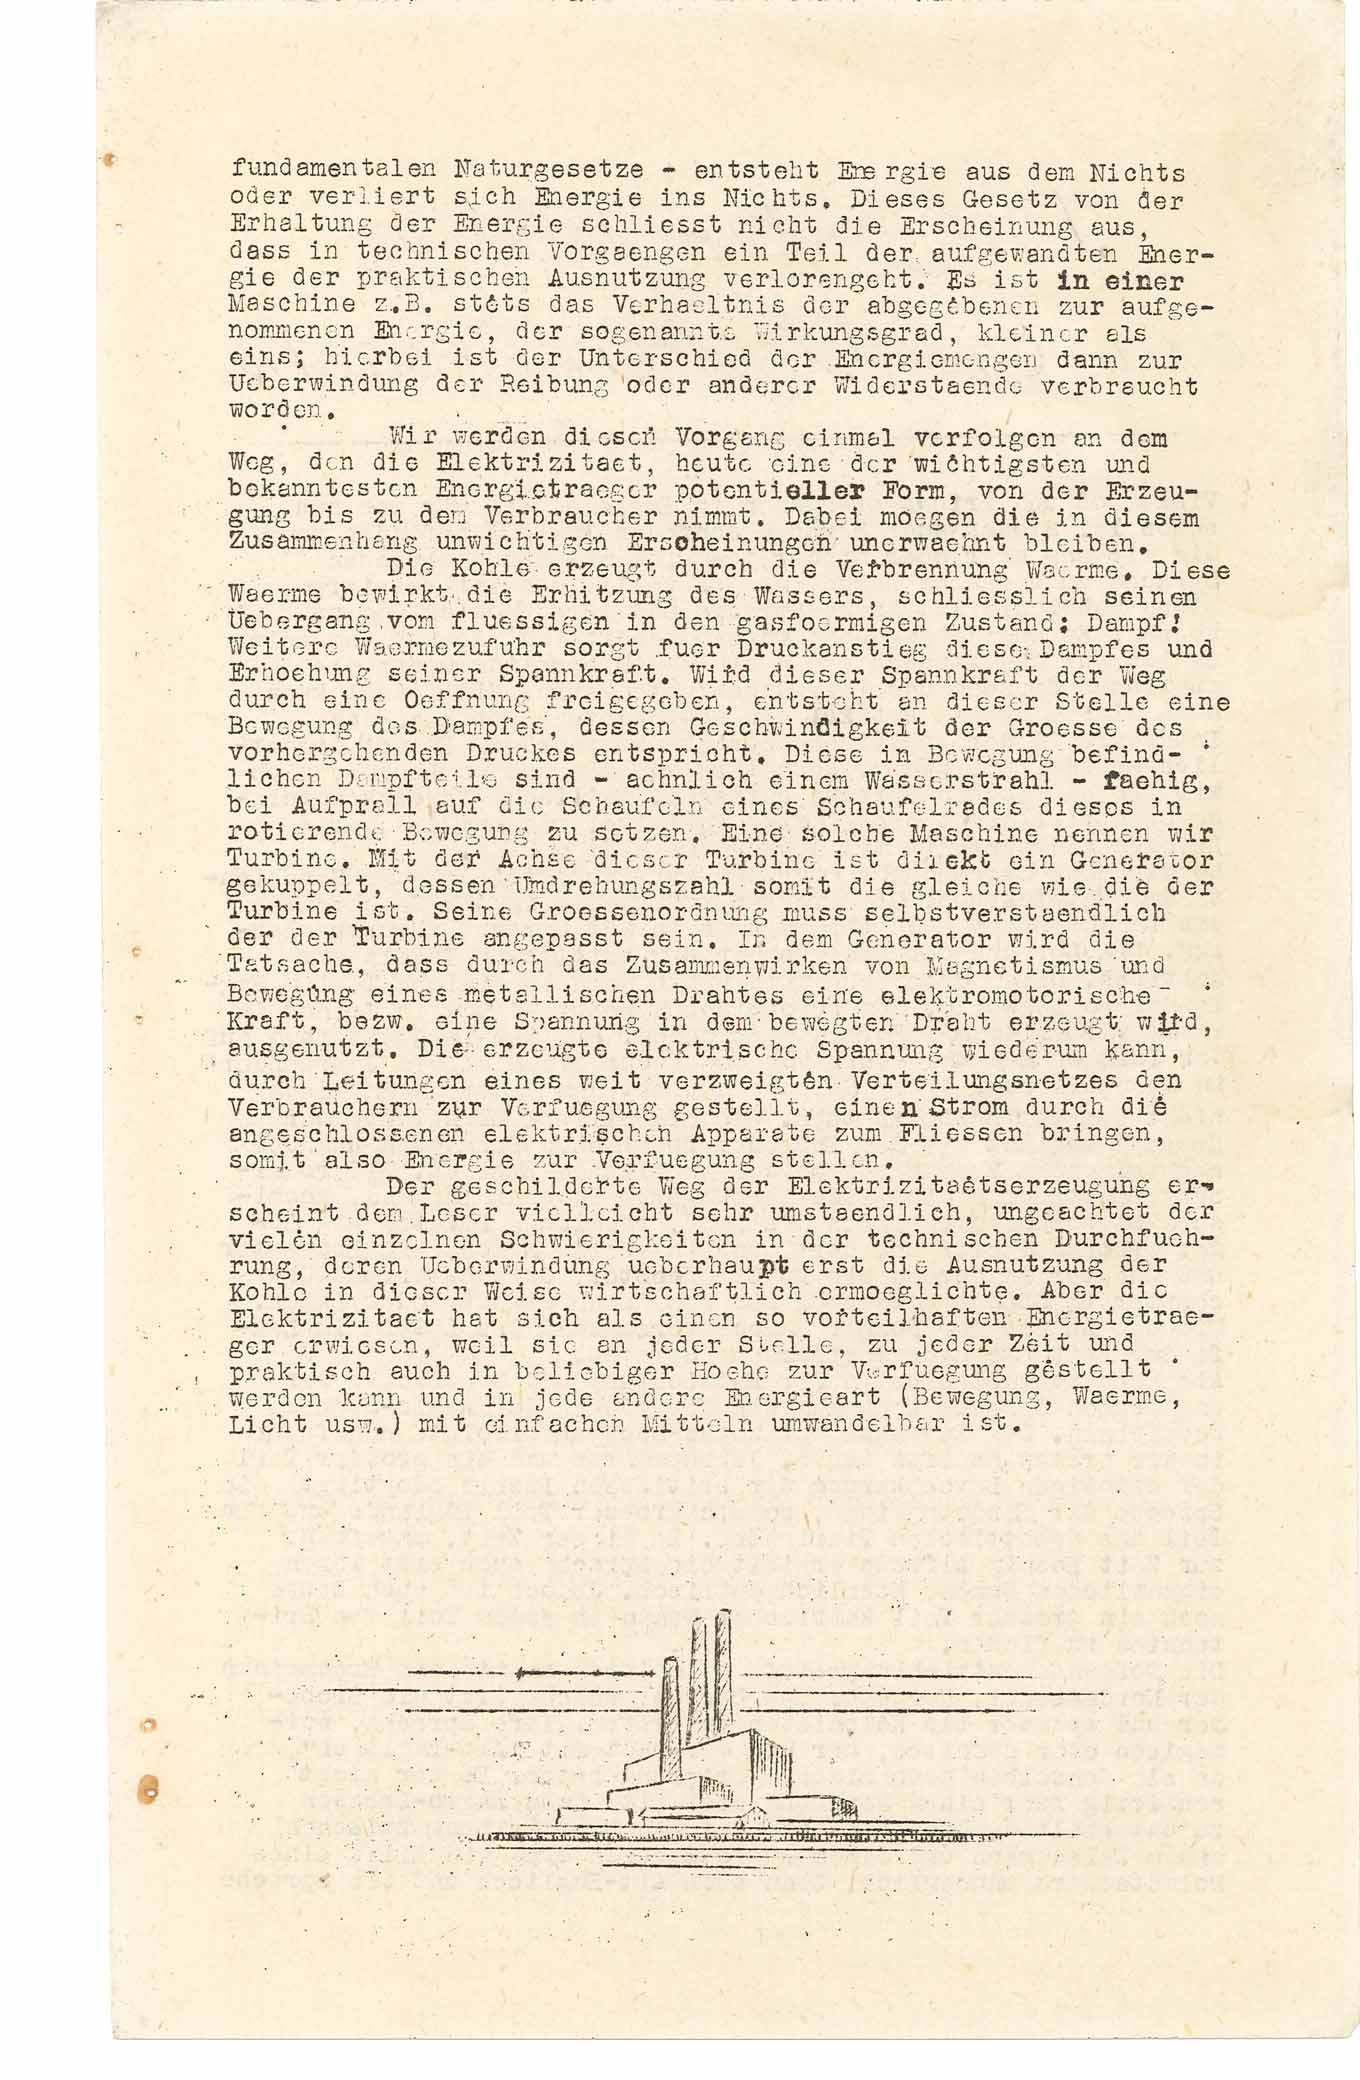 fundamentalen Naturgesetze - entsteht Energie aus dem Nichts
oder verliert sich Energie ins Nichts. Dieses Gesetz von der
Erhaltung der Energie schliesst nicht die Erscheinung aus,
dass in technischen Vorgaengen ein Teil der aufgewandten Ener-
gie der praktischen Ausnutzung verlorengeht. Es ist in einer
Maschine z.B. stets das Verhaeltnis der abgegebenen zur aufge-
nommenen Energie, der sogenannte Wirkungsgrad, kleiner als
eins; hierbei ist der Unterschied der Energiemengen dann zur
Ueberwindung der Reibung oder anderer Widerstaende verbraucht
worden.
Wir werden diesen Vorgang einmal verfolgen an dem
Weg, den die Elektrizitaet, heute eine der wichtigsten und
bekanntesten Energietraeger potentieller Form, von der Erzeu-
gung bis zu dem Verbraucher nimmt. Dabei moegen die in diesem
Zusammenhang unwichtigen Erscheinungen unerwaehnt bleiben.
Die Kohle erzeugt durch die Verbrennung Waerme. Diese
Waerme bewirkt die Erhitzung des Wassers, schliesslich seinen
Uebergang vom fluessigen in den gasfoermigen Zustand: Dampf!
Weitere Waermezufuhr sorgt fuer Druckanstieg dieses Dampfes und
Erhoehung seiner Spannkraft. Wird dieser Spannkraft der Weg
durch eine Oeffnung freigegeben, entsteht an dieser Stelle eine
Bewegung des Dampfes, dessen Geschwindigkeit der Groesse des
vorhergehenden Druckes entspricht. Diese in Bewegung befind-
lichen Dampfteile sind - aehnlich einem Wasserstrahl - faehig,
bei Aufprall auf die Schaufeln eines Schaufelrades dieses in
rotierende Bewegung zu setzen. Eine solche Maschine nennen wir
Turbine. Mit der Achse dieser Turbine ist direkt ein Generator
gekuppelt, dessen Umdrehungszahl somit die gleiche wie die der
Turbine ist. Seine Groessenordnung muss selbstverstaendlich
der der Turbine angepasst sein. In dem Generator wird die
Tatsache, dass durch das Zusammenwirken von Magnetismus und
Bewegung eines metallischen Drahtes eine elektromotorische
Kraft, bezw. eine Spannung in dem bewegten Draht erzeugt wird,
ausgenutzt. Die erzeugte elektrische Spannung wiederum kann,
durch Leitungen eines weit verzweigten Verteilungsnetzes den
Verbrauchern zur Verfuegung gestellt, einen Strom durch die
angeschlossenen elektrischen Apparate zum Fliessen bringen,
somit also Energie zur Verfuegung stellen.
Der geschilderte Weg der Elektrizitaetserzeugung er-
scheint dem Leser vielleicht sehr umstaendlich, ungeachtet der
vielen einzelnen Schwierigkeiten in der technischen Durchfueh-
rung, deren Ueberwindung ueberhaupt erst die Ausnutzung der
Kohle in dieser Weise wirtschaftlich ermoeglichte. Aber die
Elektrizitaet hat sich als einen so vorteilhaften Energietrae-
ger erwiesen, weil sie an jeder Stelle, zu jeder Zeit und
praktisch auch in beliebiger Hoehe zur Verfuegung gestellt
werden kann und in jede andere Energieart (Bewegung, Waerme,
Licht usw.) mit einfachen Mitteln umwandelbar ist.